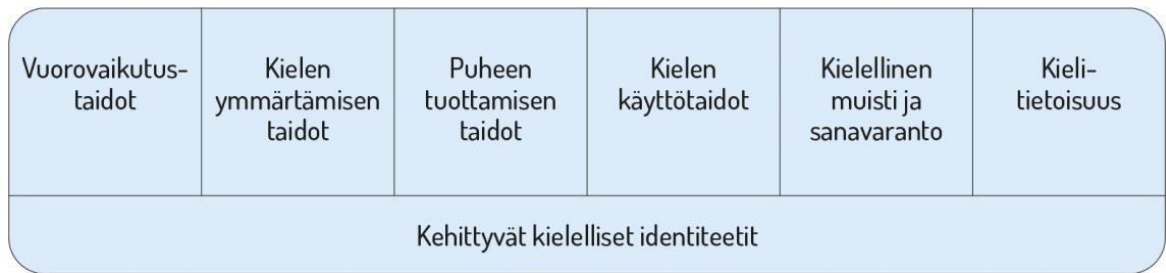 Vuorovaikutus-
taidot
Kielen
ymmärtämisen
taidot
Puheen
tuottamisen
taidot
Kielen
käyttötaidot
Kielellinen
muisti ja
sanavaranto
Kieli-
tietoisuus
Kehittyvät kielelliset identiteetit